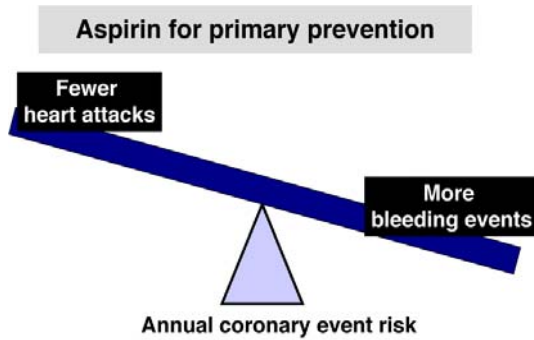 Aspirin for primary prevention
Fewer
heart attacks
More
bleeding events
Annual coronary event risk